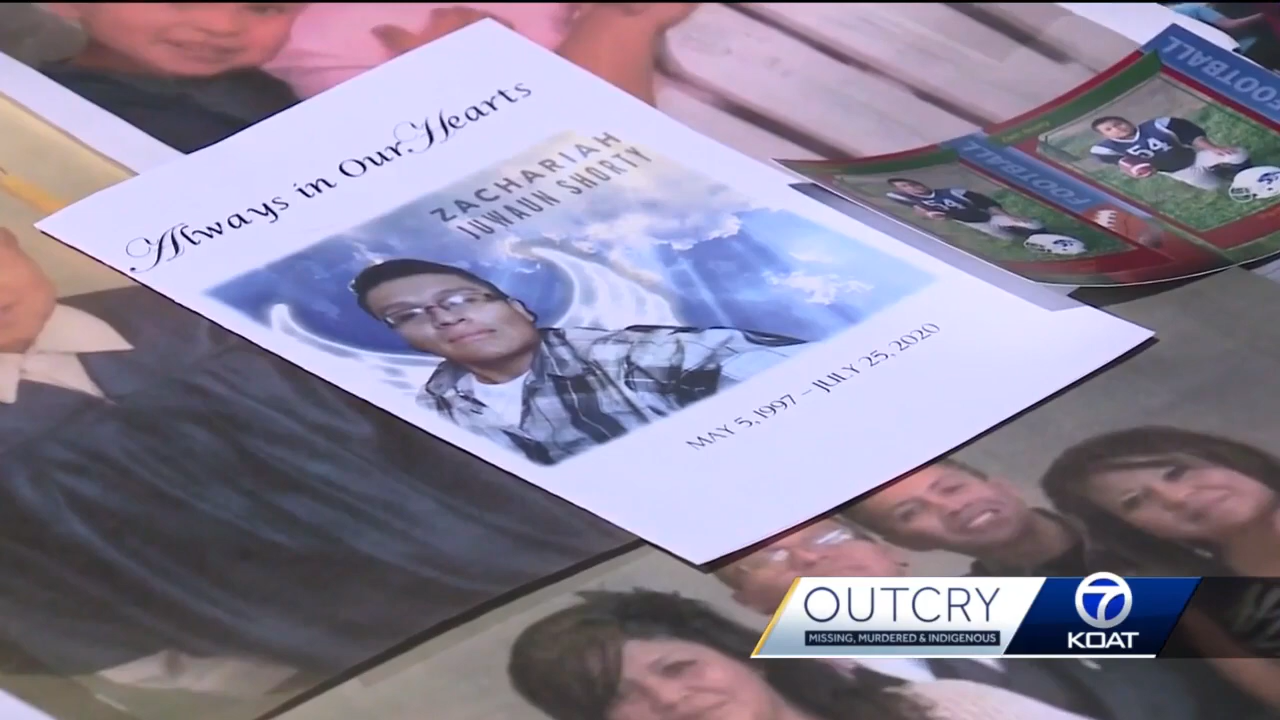 Always in Our Hearts
ZACHARIAH
JUWAUN SHORTY
MAY 5, 1997 – JULY 25, 2020
FOOTBALL
FOOTBALL
54
54
OUTCRY
MISSING, MURDERED & INDIGENOUS
7
KOAT